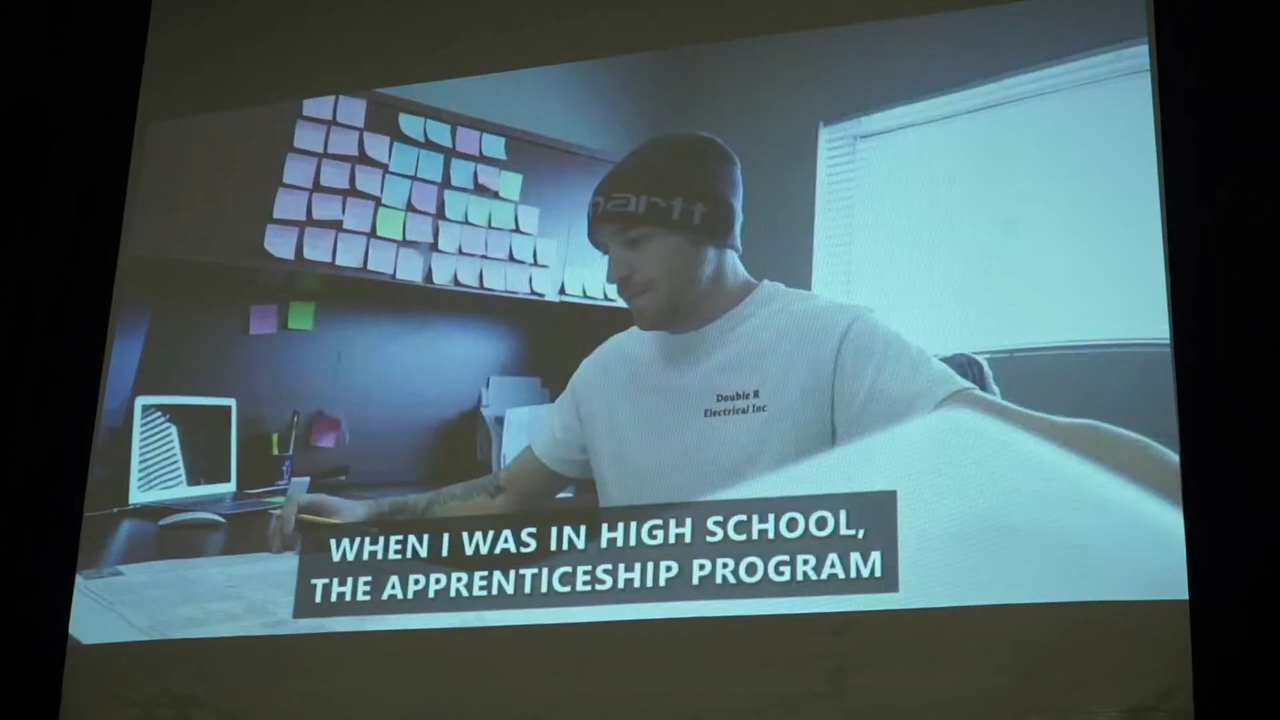 hartt
Double R
Electrical Inc
WHEN I WAS IN HIGH SCHOOL,
THE APPRENTICESHIP PROGRAM